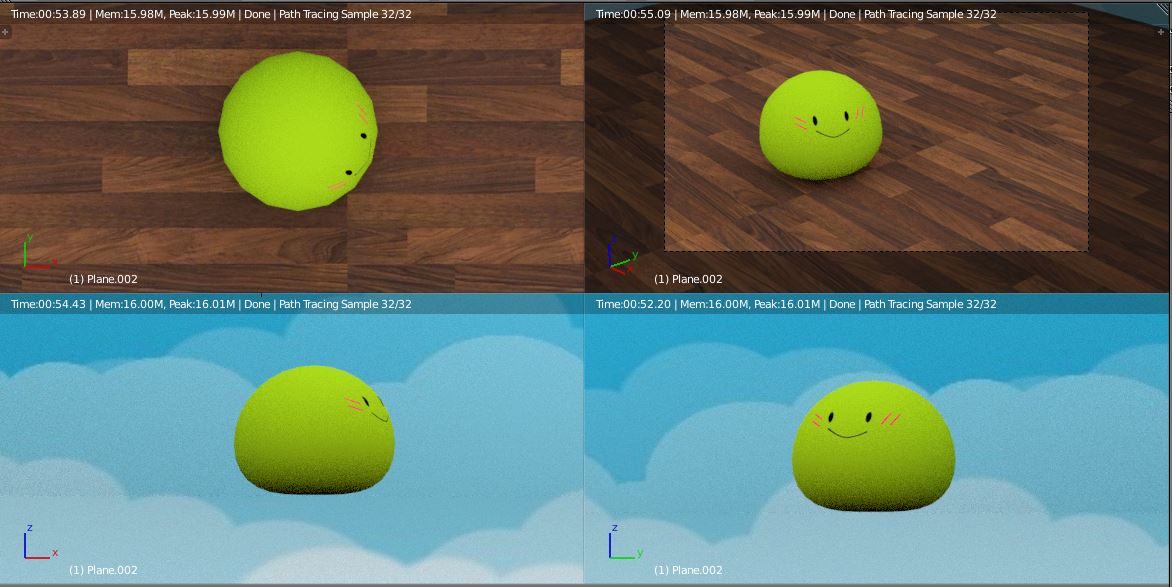 Time:00:53.89 | Mem:15.98M, Peak:15.99M | Done | Path Tracing Sample 32/32
y
x
(1) Plane.002
Time:00:55.09 | Mem:15.98M, Peak:15.99M | Done | Path Tracing Sample 32/32
z
y
x
(1) Plane.002
Time:00:54.43 | Mem:16.00M, Peak:16.01M | Done | Path Tracing Sample 32/32
z
x
(1) Plane.002
Time:00:52.20 | Mem:16.00M, Peak:16.01M | Done | Path Tracing Sample 32/32
z
y
(1) Plane.002